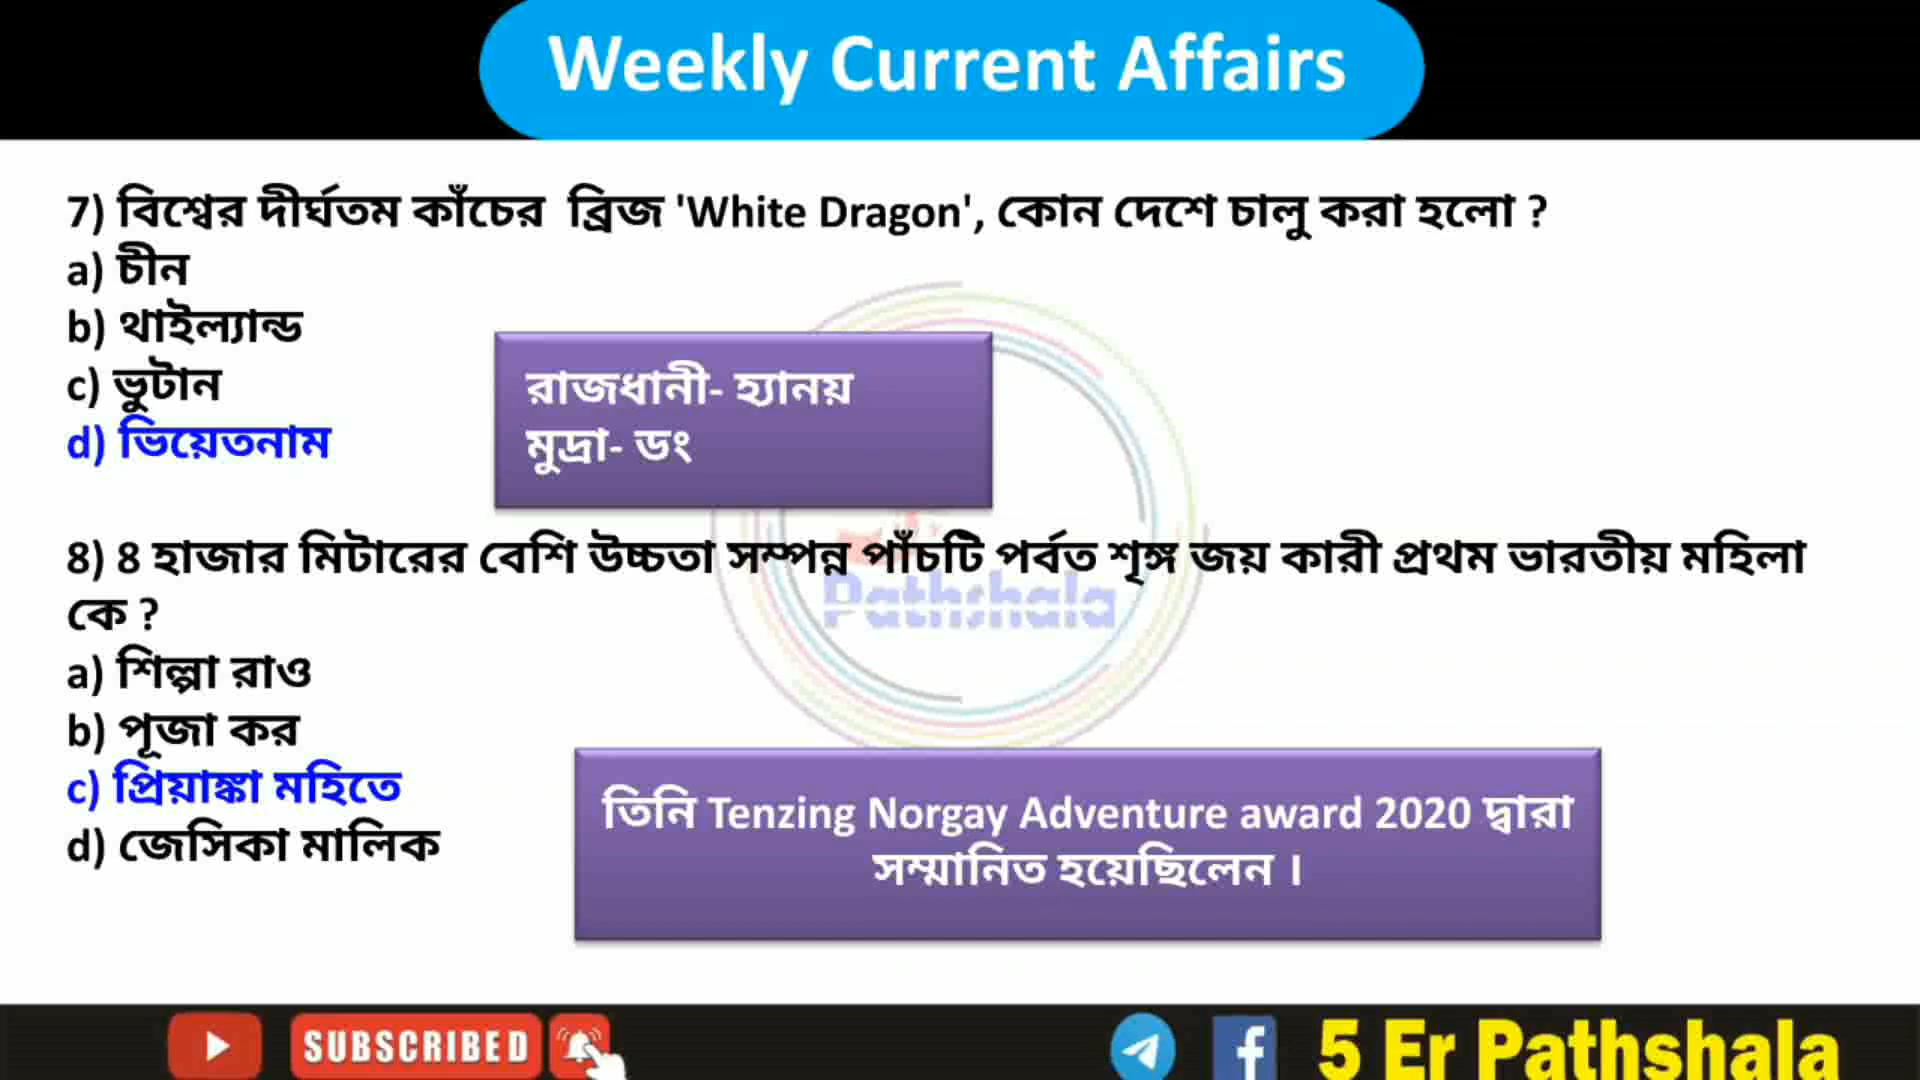 Weekly Current Affairs
7) বিশ্বের দীর্ঘতম কাঁচের ব্রিজ 'White Dragon', কোন দেশে চালু করা হলো ?
a) চীন
b) থাইল্যান্ড
c) ভুটান
d) ভিয়েতনাম
রাজধানী- হ্যানয়
মুদ্রা- ডং
8) 8 হাজার মিটারের বেশি উচ্চতা সম্পন্ন পাঁচটি পর্বত শৃঙ্গ জয় কারী প্রথম ভারতীয় মহিলা
কে ?
Pathshala
a) শিল্পা রাও
b) পূজা কর
c) প্রিয়াঙ্কা মহিতে
d) জেসিকা মালিক
তিনি Tenzing Norgay Adventure award 2020 দ্বারা
সম্মানিত হয়েছিলেন ।
SUBSCRIBED
5 Er Pathshala